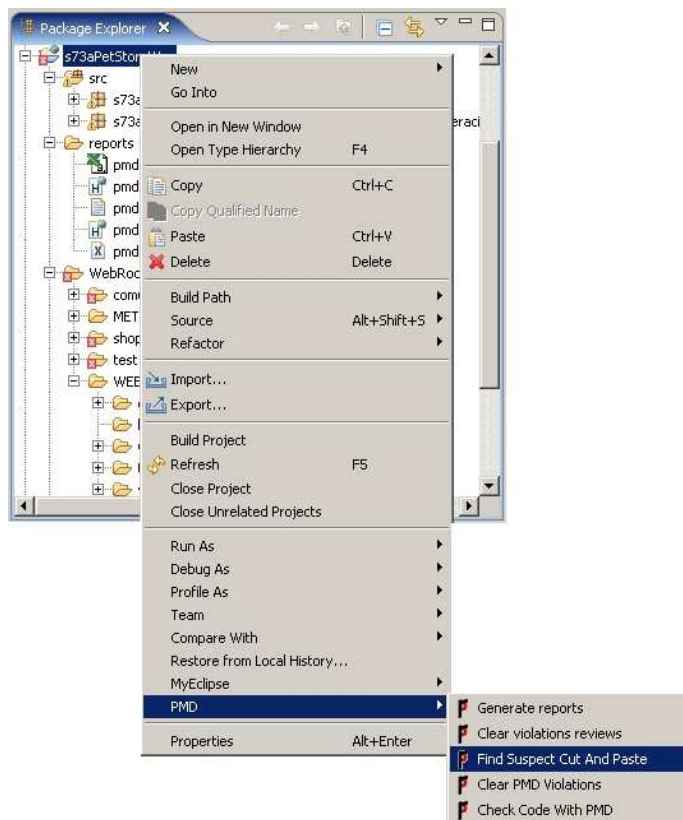 Package Explorer
s73aPetStor
src
s73a
s73a
eraci
reports
pmd
pmd
pmd
pmd
pmd
WebRoo
comu
MET
shop
test
WEE
New
Go Into
Open in New Window
Open Type Hierarchy F4
Copy Ctrl+C
Copy Qualified Name
Paste Ctrl+V
Delete Delete
Build Path
Source Alt+Shift+S
Refactor
Import...
Export...
Build Project
Refresh F5
Close Project
Close Unrelated Projects
Run As
Debug As
Profile As
Team
Compare With
Restore from Local History...
MyEclipse
PMD
Properties Alt+Enter
Generate reports
Clear violations reviews
Find Suspect Cut And Paste
Clear PMD Violations
Check Code With PMD